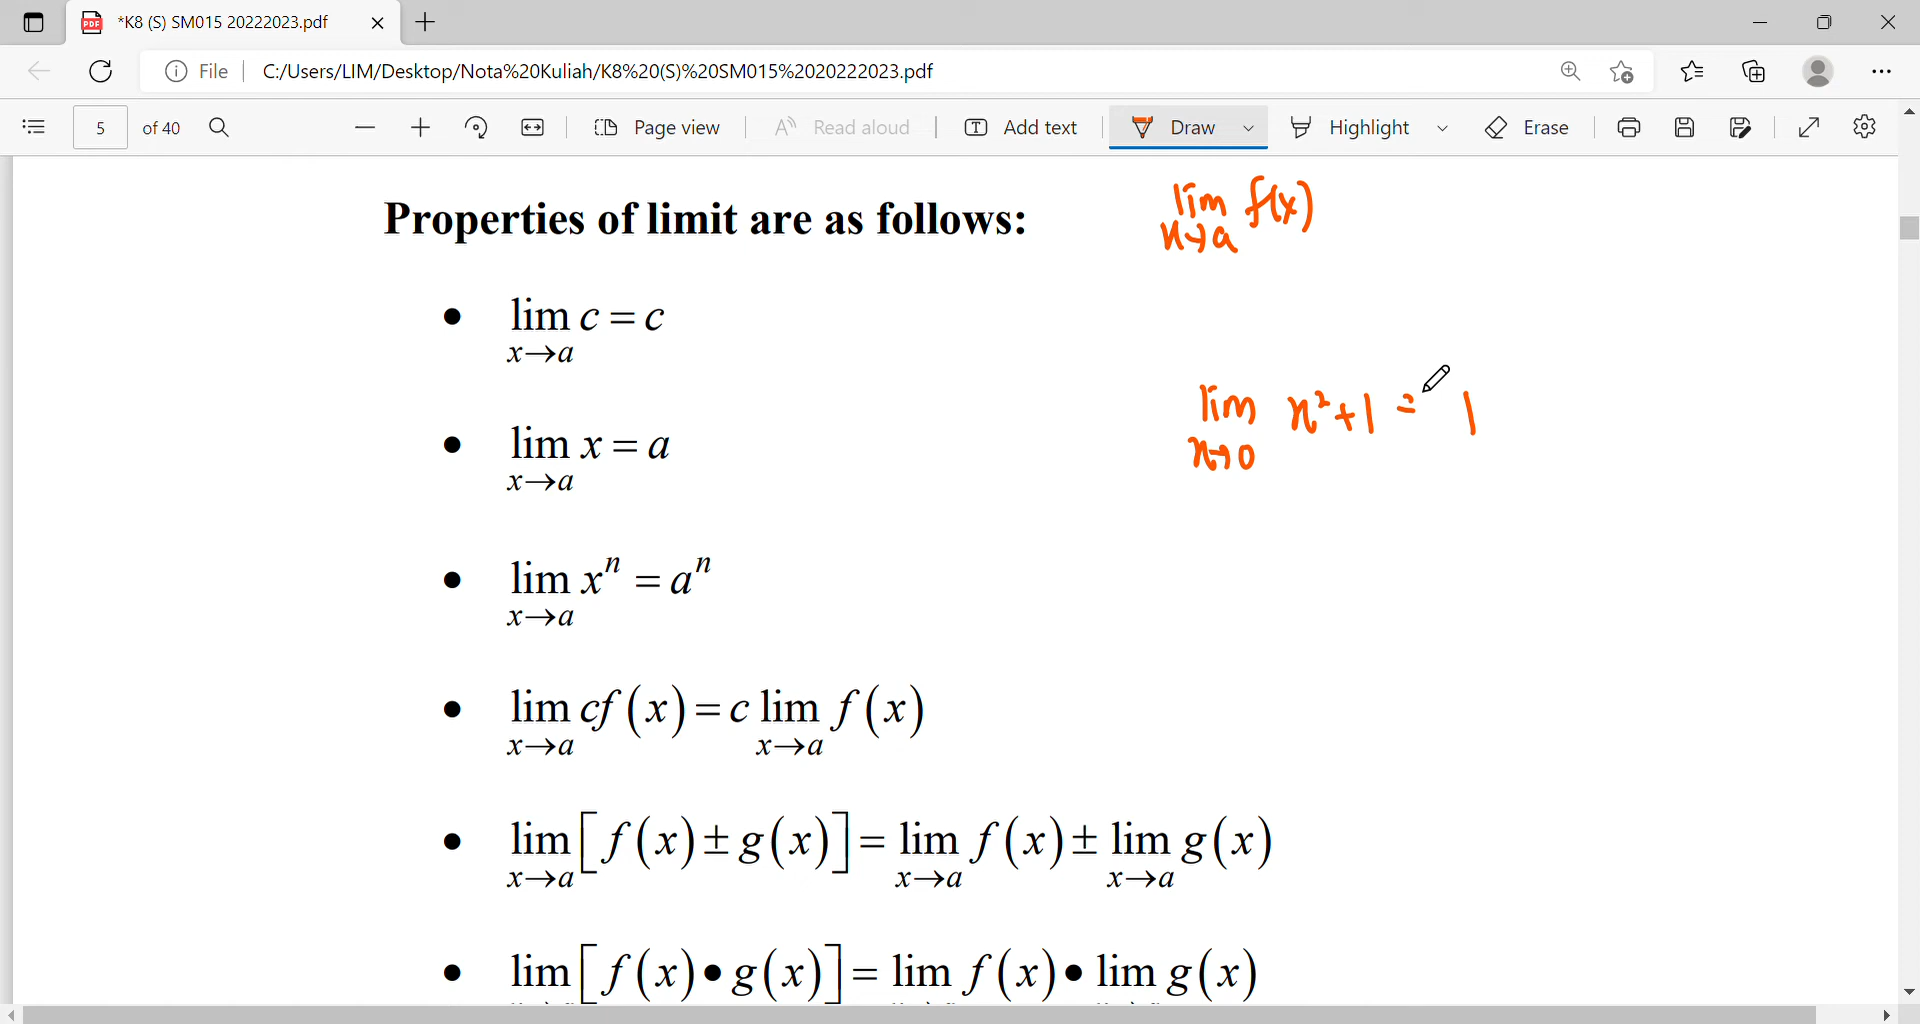 *K8 (S) SM015 20222023.pdf
File | C:/Users/LIM/Desktop/Nota%20Kuliah/K8%20(S)%20SM015%2020222023.pdf
5 of 40 Page view Read aloud Add text Draw Highlight Erase
lim f(x)
x→a
Properties of limit are as follows:
• lim c = c
x→a
lim x²+1 = 1
x→0
• lim x = a
x→a
• lim xⁿ = aⁿ
x→a
• lim cf(x) = c lim f(x)
x→a x→a
• lim[f(x) ± g(x)] = lim f(x) ± lim g(x)
x→a x→a x→a
• lim[f(x) • g(x)] = lim f(x) • lim g(x)